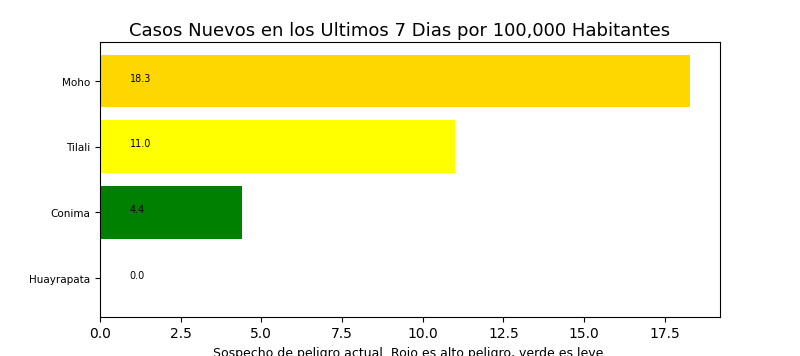 Casos Nuevos en los Ultimos 7 Dias por 100,000 Habitantes
Moho
18.3
Tilali
11.0
Conima
4.4
Huayrapata
0.0
0.0 2.5 5.0 7.5 10.0 12.5 15.0 17.5
Sospecho de peligro actual. Rojo es alto peligro, verde es leve